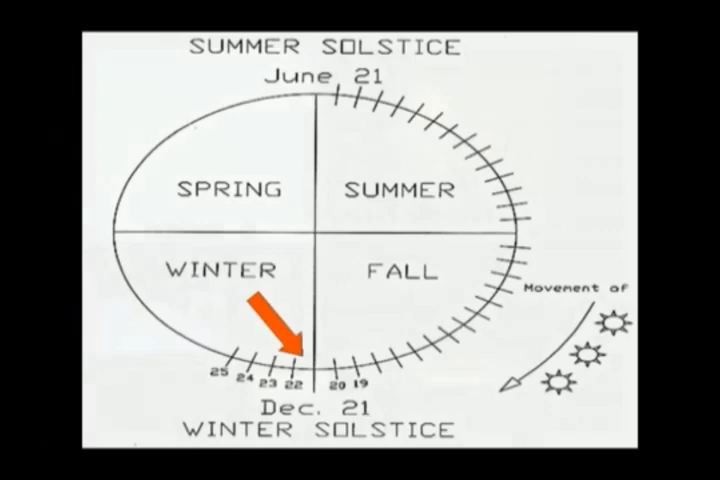 SUMMER SOLSTICE
June 21
SPRING
SUMMER
WINTER
FALL
Movement of
25 24 23 22 20 19
Dec. 21
WINTER SOLSTICE